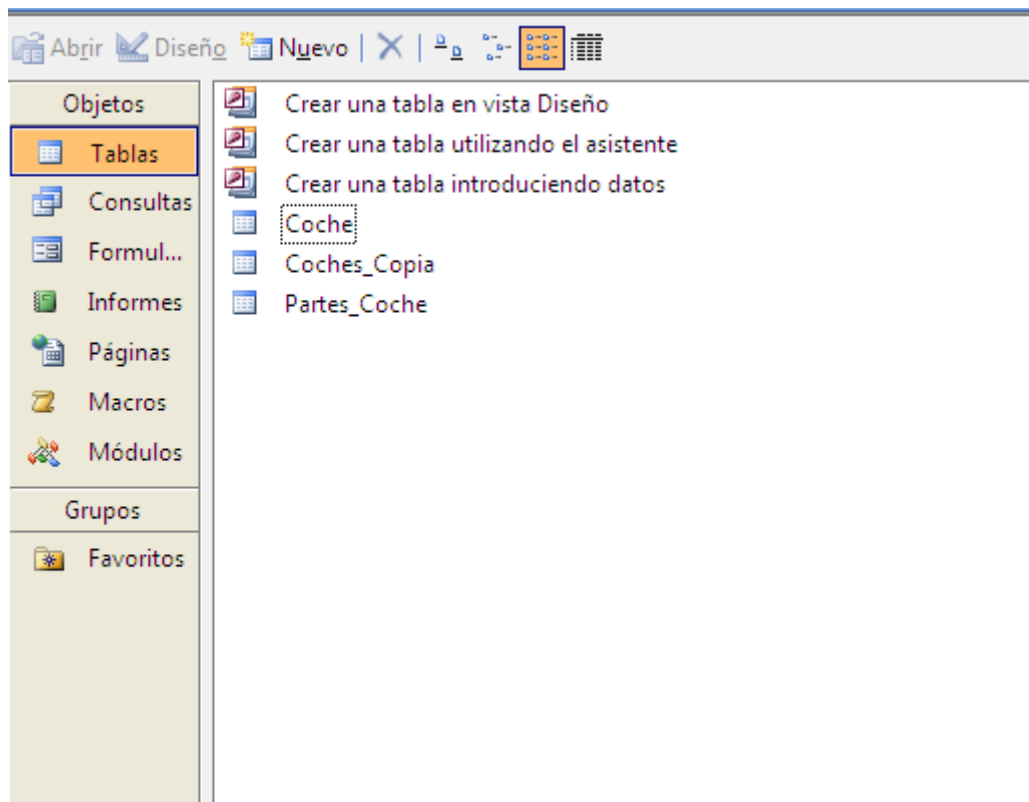 Abrir Diseño Nuevo
Objetos
Tablas
Consultas
Formul...
Informes
Páginas
Macros
Módulos
Grupos
Favoritos
Crear una tabla en vista Diseño
Crear una tabla utilizando el asistente
Crear una tabla introduciendo datos
Coche
Coches_Copia
Partes_Coche